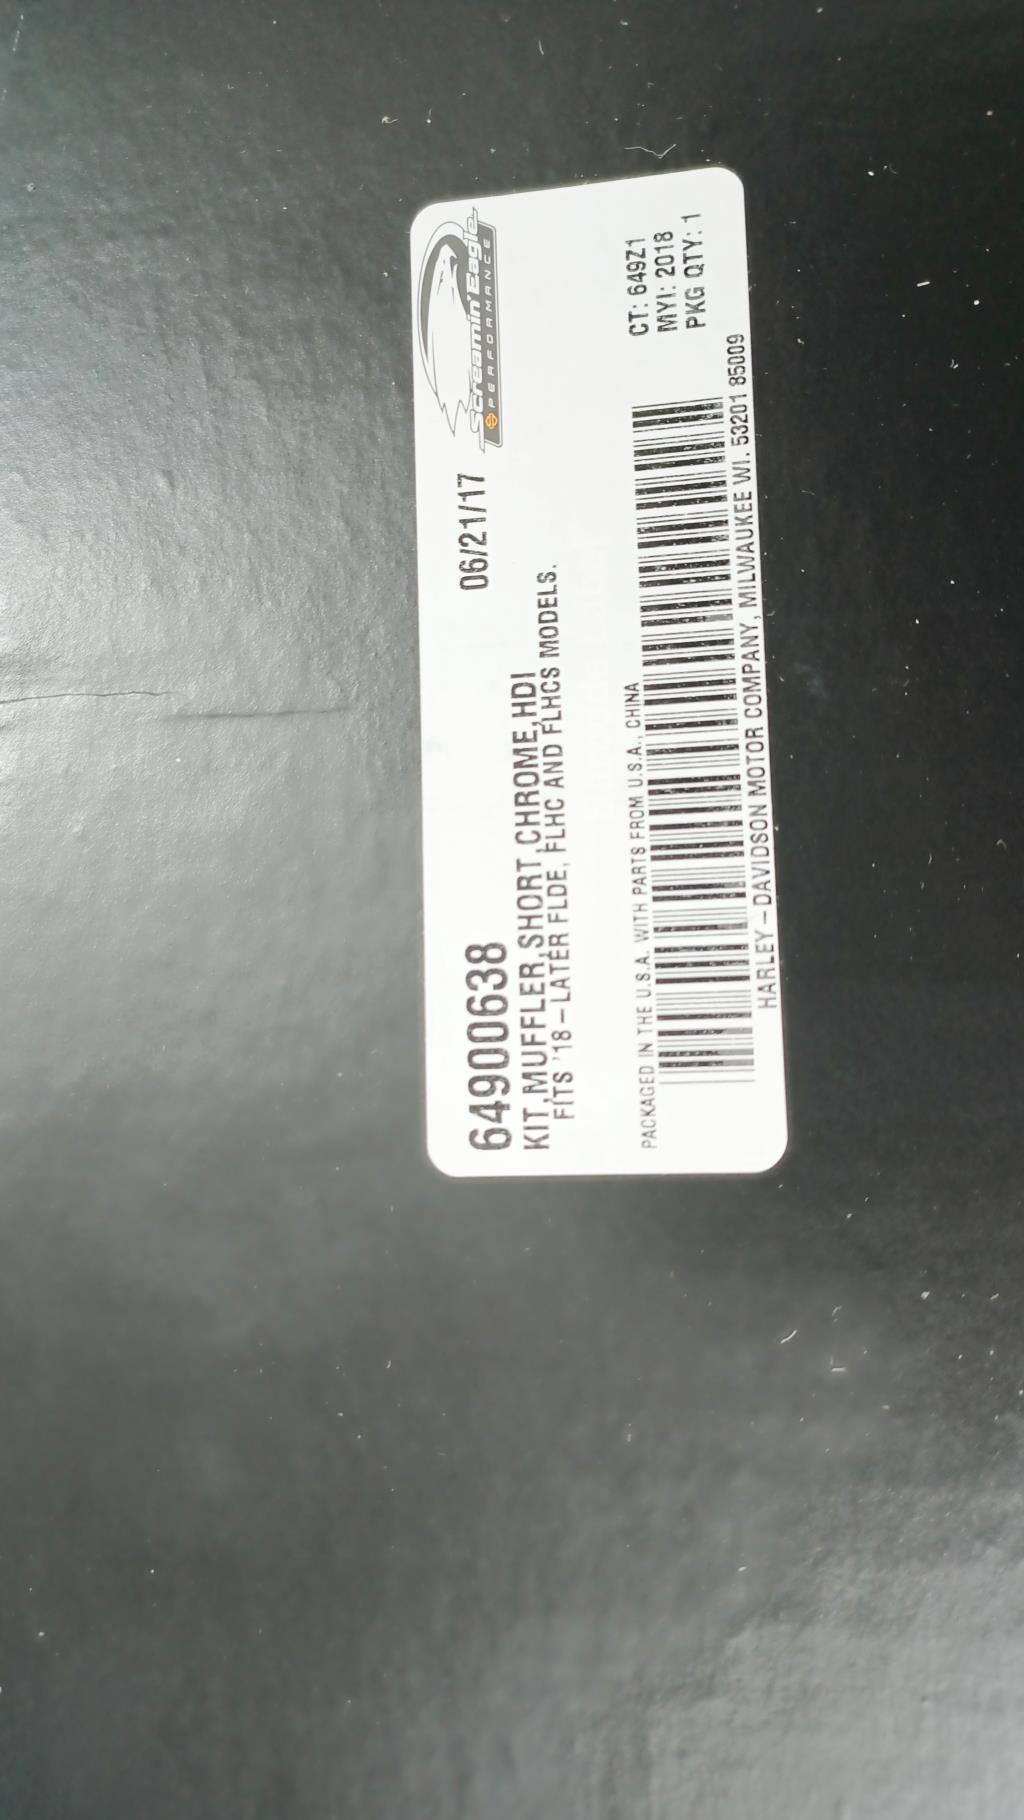 06/21/17
Screamin' Eagle
PERFORMANCE
64900638
KIT,MUFFLER,SHORT,CHROME,HDI
FITS '18-LATER FLDE, FLHC AND FLHCS MODELS.
CT: 649Z1
MYI: 2018
PKG QTY: 1
PACKAGED IN THE U.S.A. WITH PARTS FROM U.S.A., CHINA
HARLEY-DAVIDSON MOTOR COMPANY, MILWAUKEE WI. 53201 85009